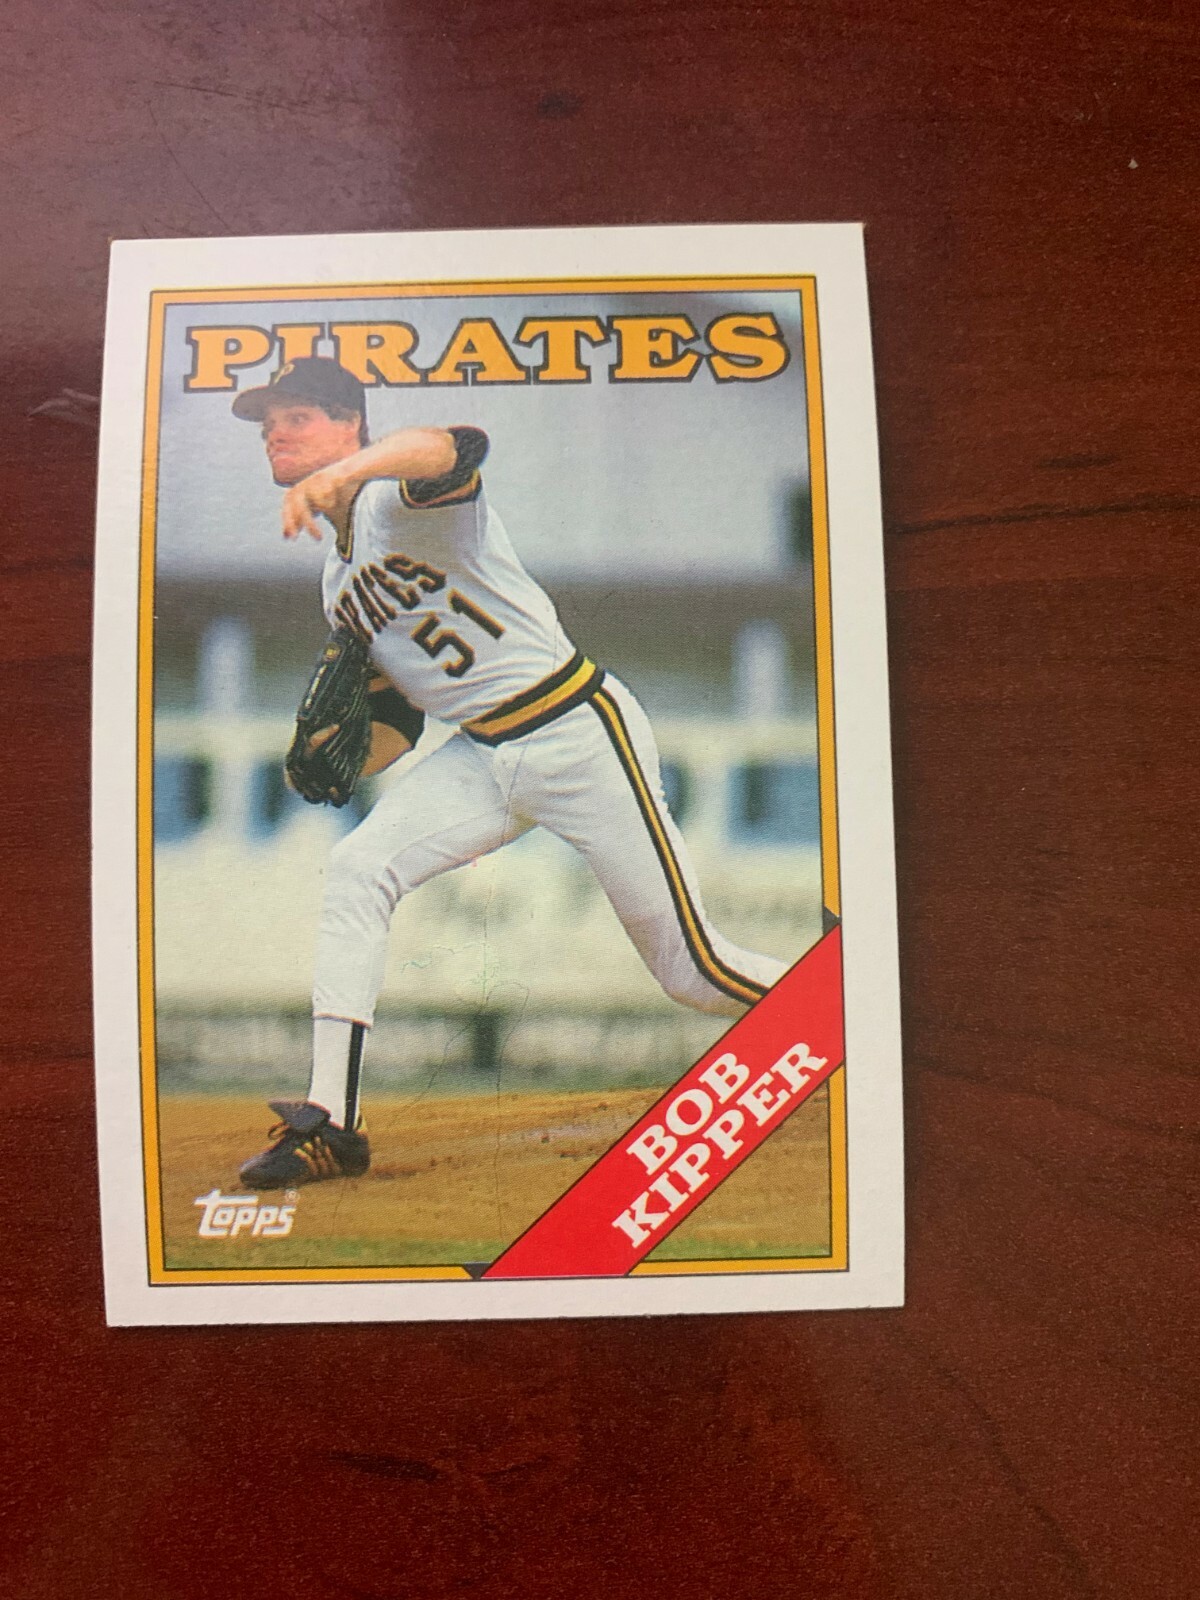 PIRATES
P
PIRATES
51
BOB
KIPPER
topps®